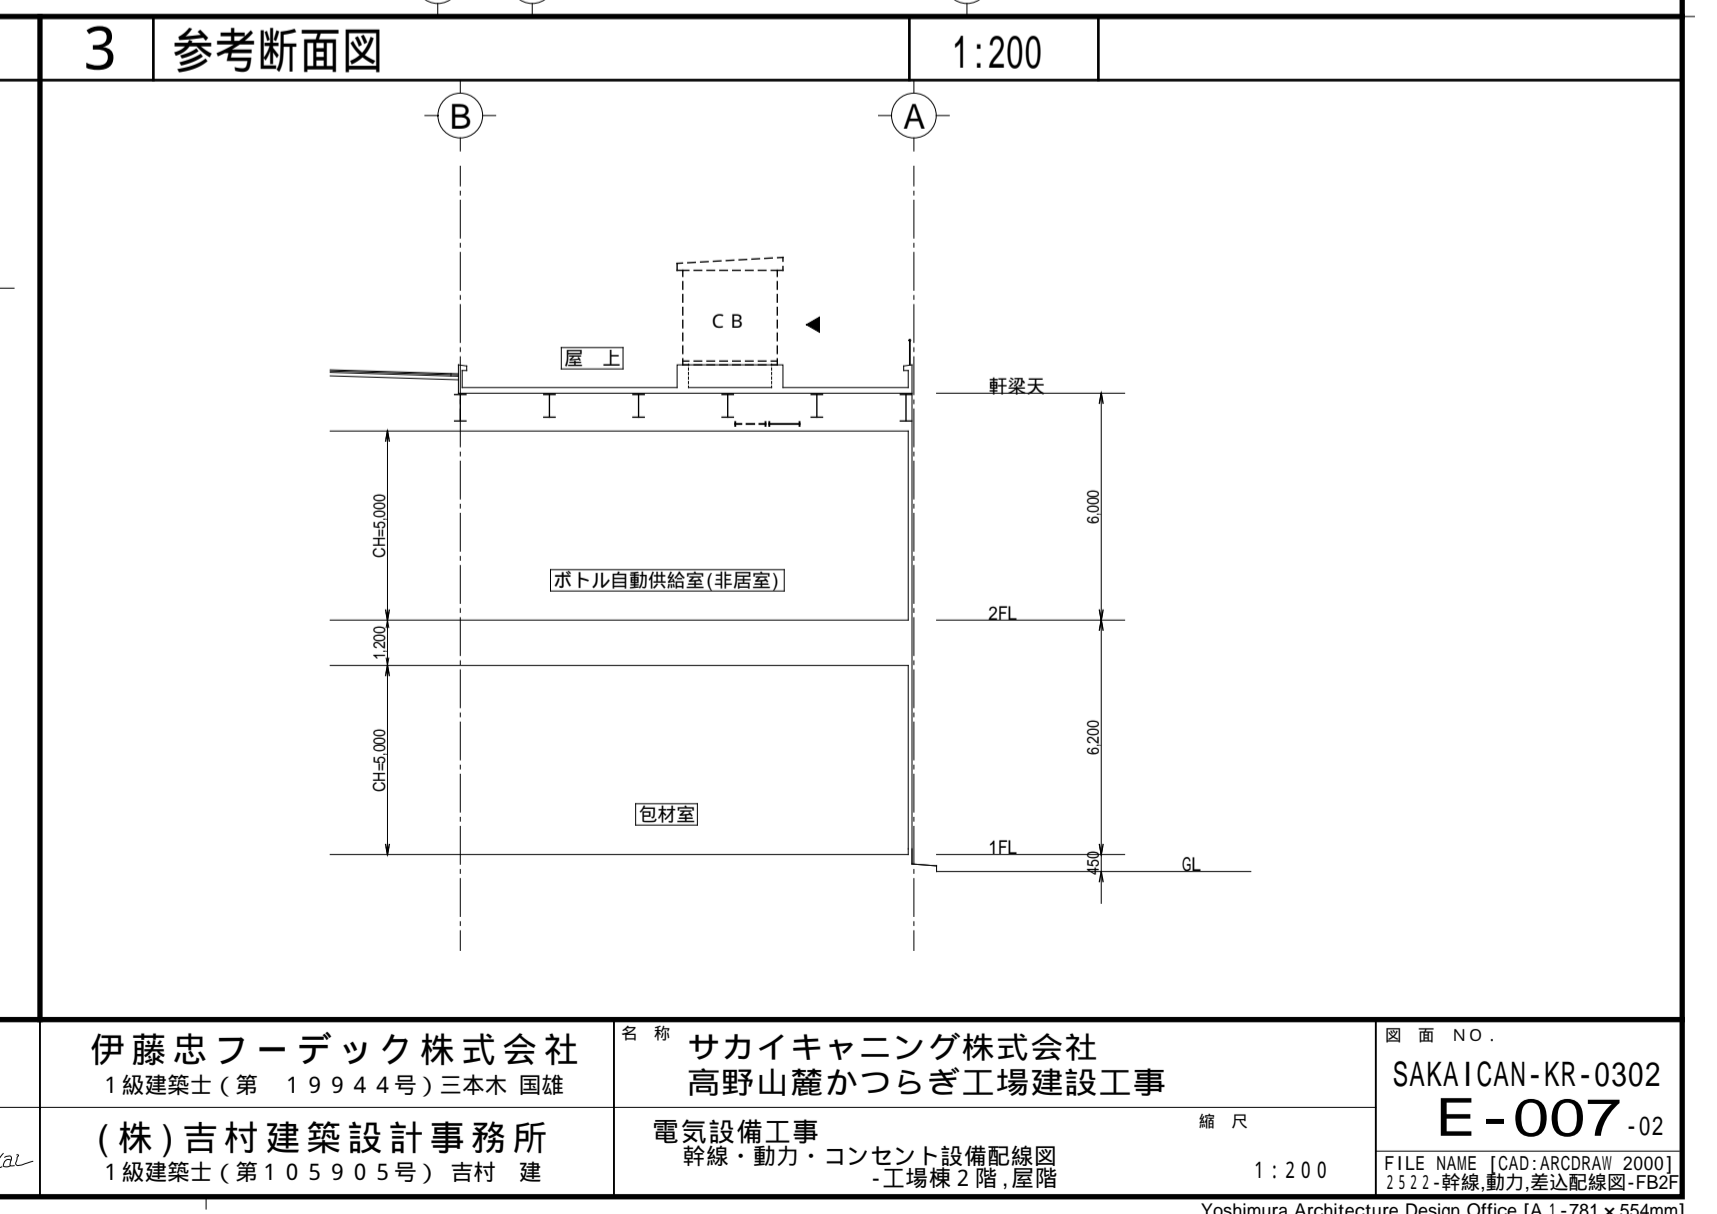 3 参考断面図 1:200
B A
CB
屋 上
軒梁天
CH=5,000
6,000
ボトル自動供給室(非居室)
2FL
1,200
CH=5,000
6,200
包材室
1FL
450
GL
伊藤忠フーデック株式会社
1級建築士(第 19944号)三本木 国雄
(株)吉村建築設計事務所
1級建築士(第105905号) 吉村 建
名 称
サカイキャニング株式会社
高野山麓かつらぎ工場建設工事
電気設備工事
幹線・動力・コンセント設備配線図
-工場棟2階,屋階
縮 尺
1:200
図 面 NO.
SAKAICAN-KR-0302
E-007-02
FILE NAME [CAD:ARCDRAW 2000]
2522-幹線,動力,差込配線図-FB2F
Yoshimura Architecture Design Office [A 1-781×554mm]